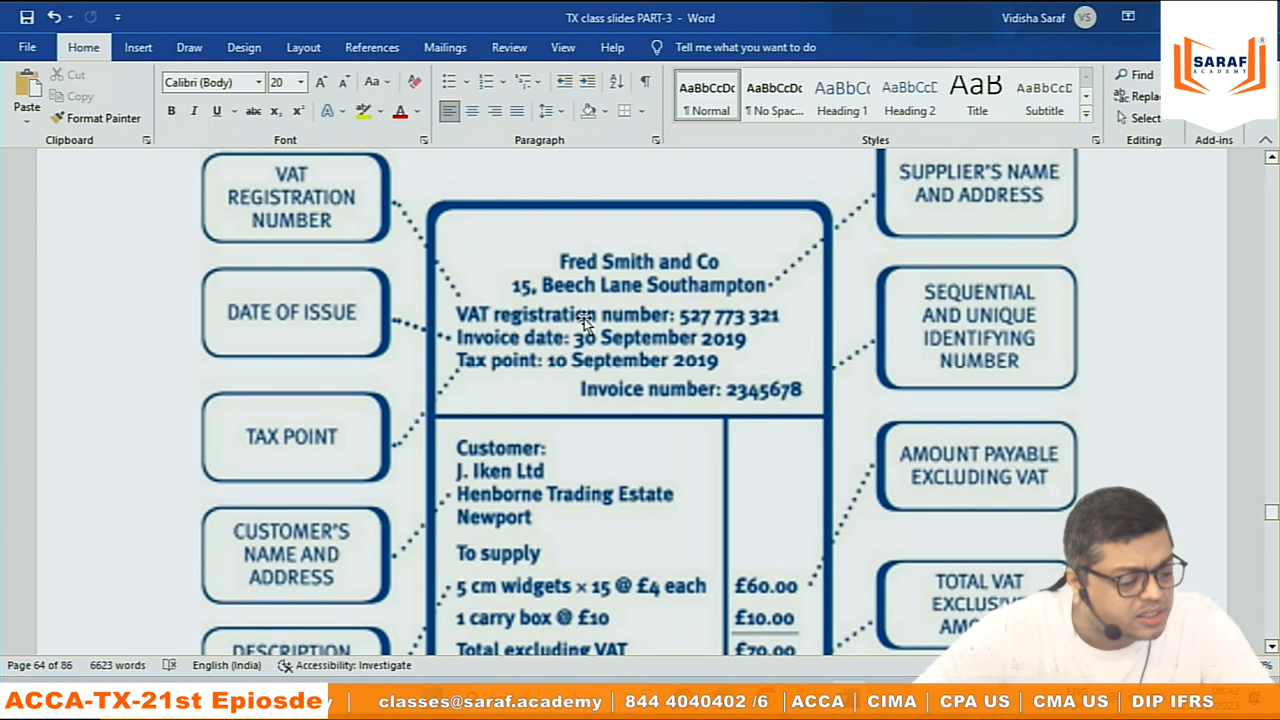 TX class slides PART-3 - Word
Vidisha Saraf
VS
SARAF
ACADEMY
File
Home
Insert
Draw
Design
Layout
References
Mailings
Review
View
Help
Tell me what you want to do
Paste
Cut
Copy
Format Painter
Clipboard
Calibri (Body)
20
Font
Paragraph
AaBbCcDc
¶ Normal
AaBbCcDc
¶ No Spac...
AaBbCc
Heading 1
AaBbCcD
Heading 2
AaB
Title
AaBbCcD
Subtitle
Styles
Find
Select
Editing
Add-ins
VAT
REGISTRATION
NUMBER
DATE OF ISSUE
TAX POINT
CUSTOMER'S
NAME AND
ADDRESS
DESCRIPTION
Fred Smith and Co
15, Beech Lane Southampton
VAT registration number: 527 773 321
Invoice date: 30 September 2019
Tax point: 10 September 2019
Invoice number: 2345678
Customer:
J. Iken Ltd
Henborne Trading Estate
Newport
To supply
5 cm widgets × 15 @ £4 each £60.00
1 carry box @ £10 £10.00
Total excluding VAT £70.00
SUPPLIER'S NAME
AND ADDRESS
SEQUENTIAL
AND UNIQUE
IDENTIFYING
NUMBER
AMOUNT PAYABLE
EXCLUDING VAT
TOTAL VAT
Page 64 of 86
6623 words
English (India)
Accessibility: Investigate
ACCA-TX-21st Epiosde
classes@saraf.academy | 844 4040402 /6 | ACCA | CIMA | CPA US | CMA US | DIP IFRS